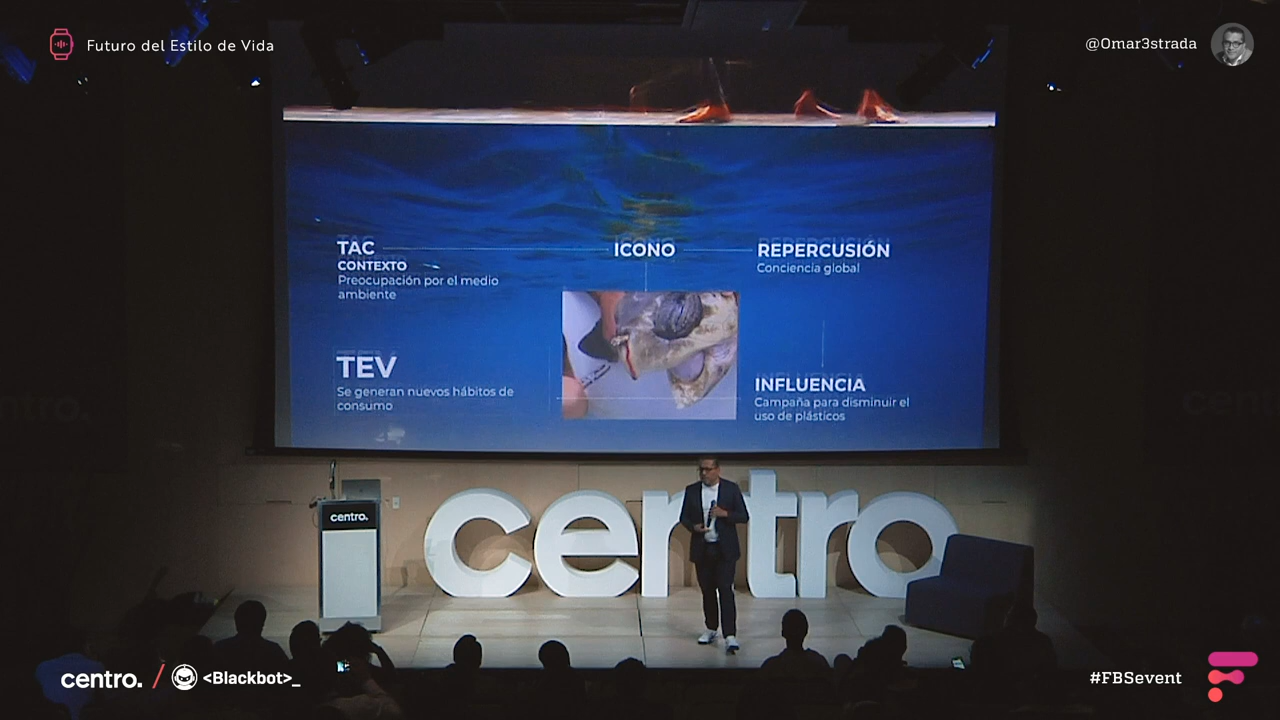 Futuro del Estilo de Vida
@Omar3strada
TAC
CONTEXTO
Preocupación por el medio
ambiente
ICONO
REPERCUSIÓN
Conciencia global
TEV
Se generan nuevos hábitos de
consumo
INFLUENCIA
Campaña para disminuir el
uso de plásticos
centro.
centro
centro. / <Blackbot>_
#FBSevent